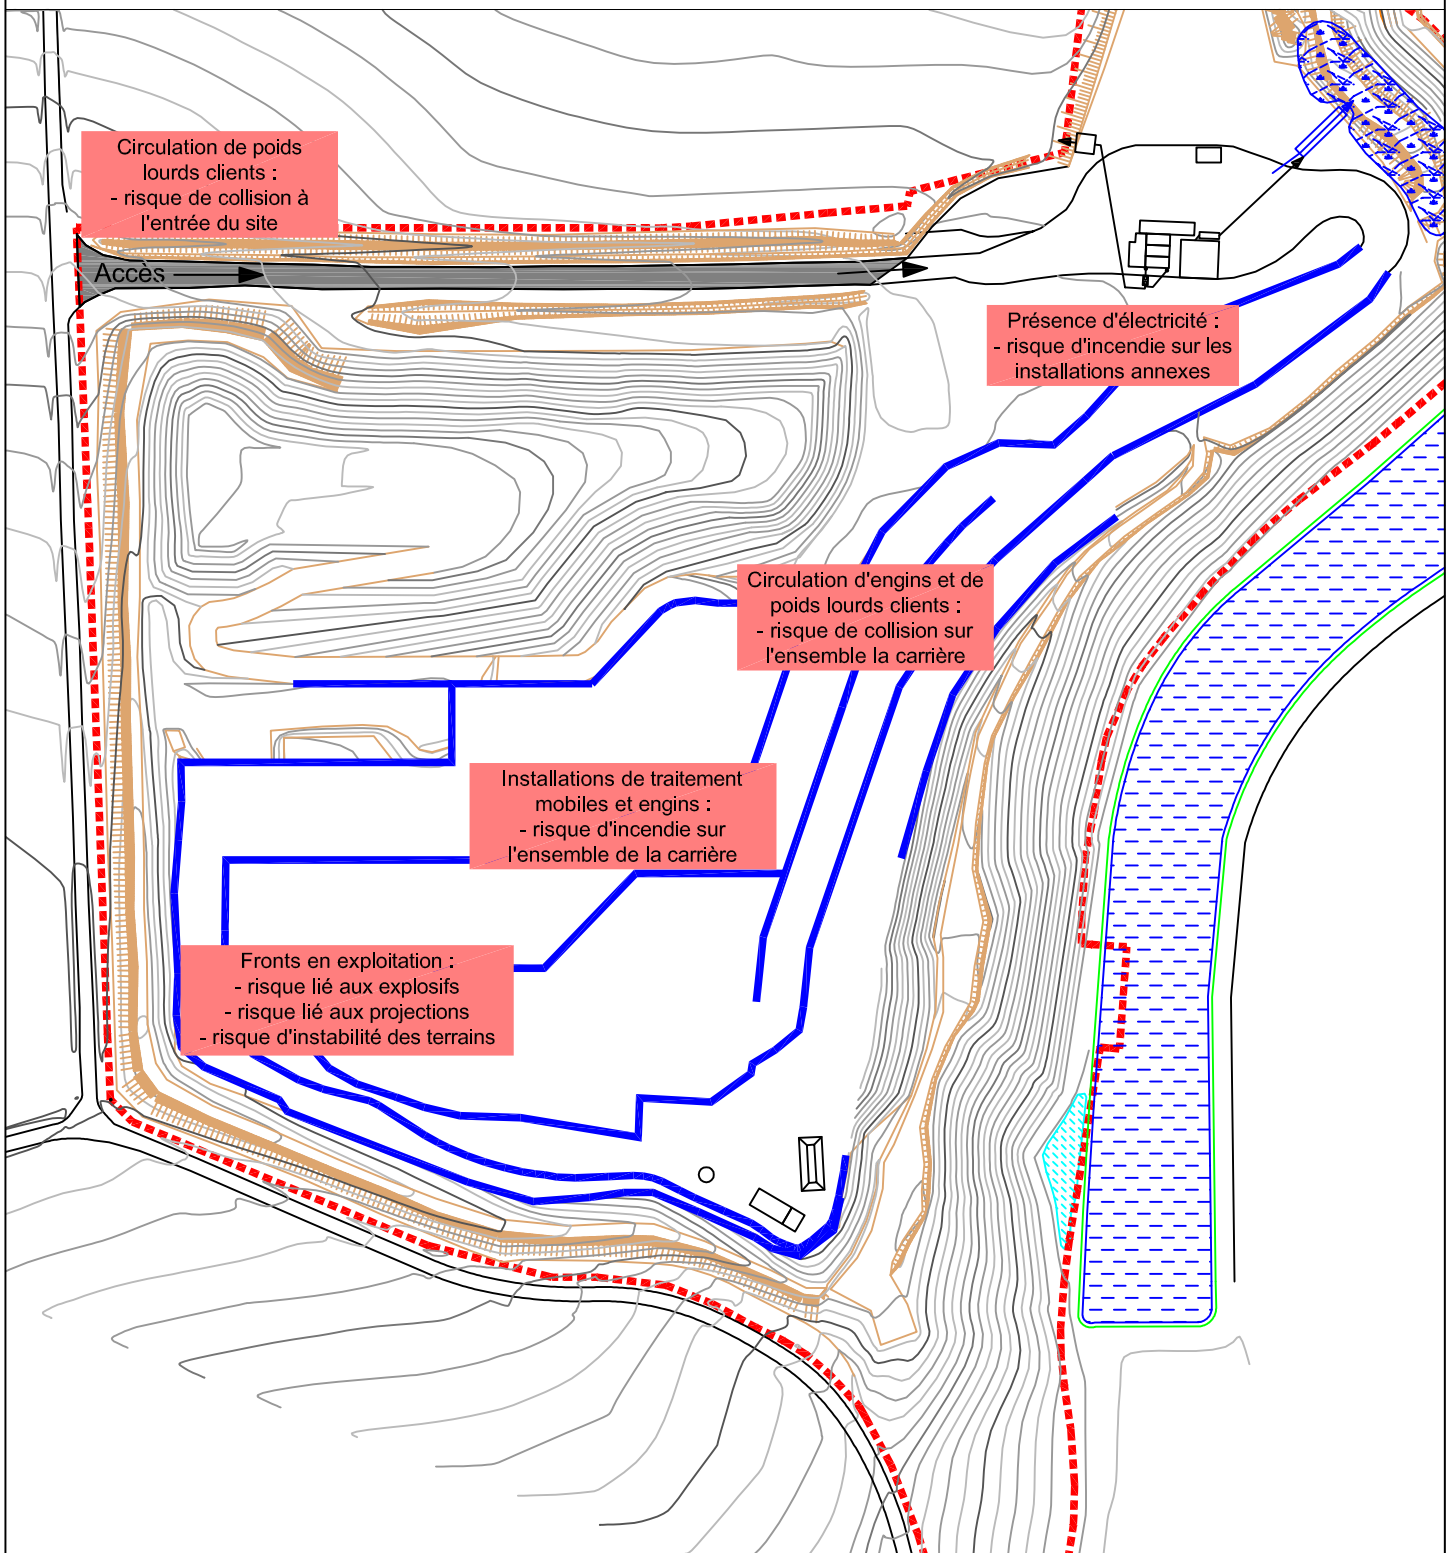 Circulation de poids
lourds clients :
- risque de collision à
l'entrée du site
Accès
Présence d'électricité :
- risque d'incendie sur les
installations annexes
Circulation d'engins et de
poids lourds clients :
- risque de collision sur
l'ensemble la carrière
Installations de traitement
mobiles et engins :
- risque d'incendie sur
l'ensemble de la carrière
Fronts en exploitation :
- risque lié aux explosifs
- risque lié aux projections
- risque d'instabilité des terrains